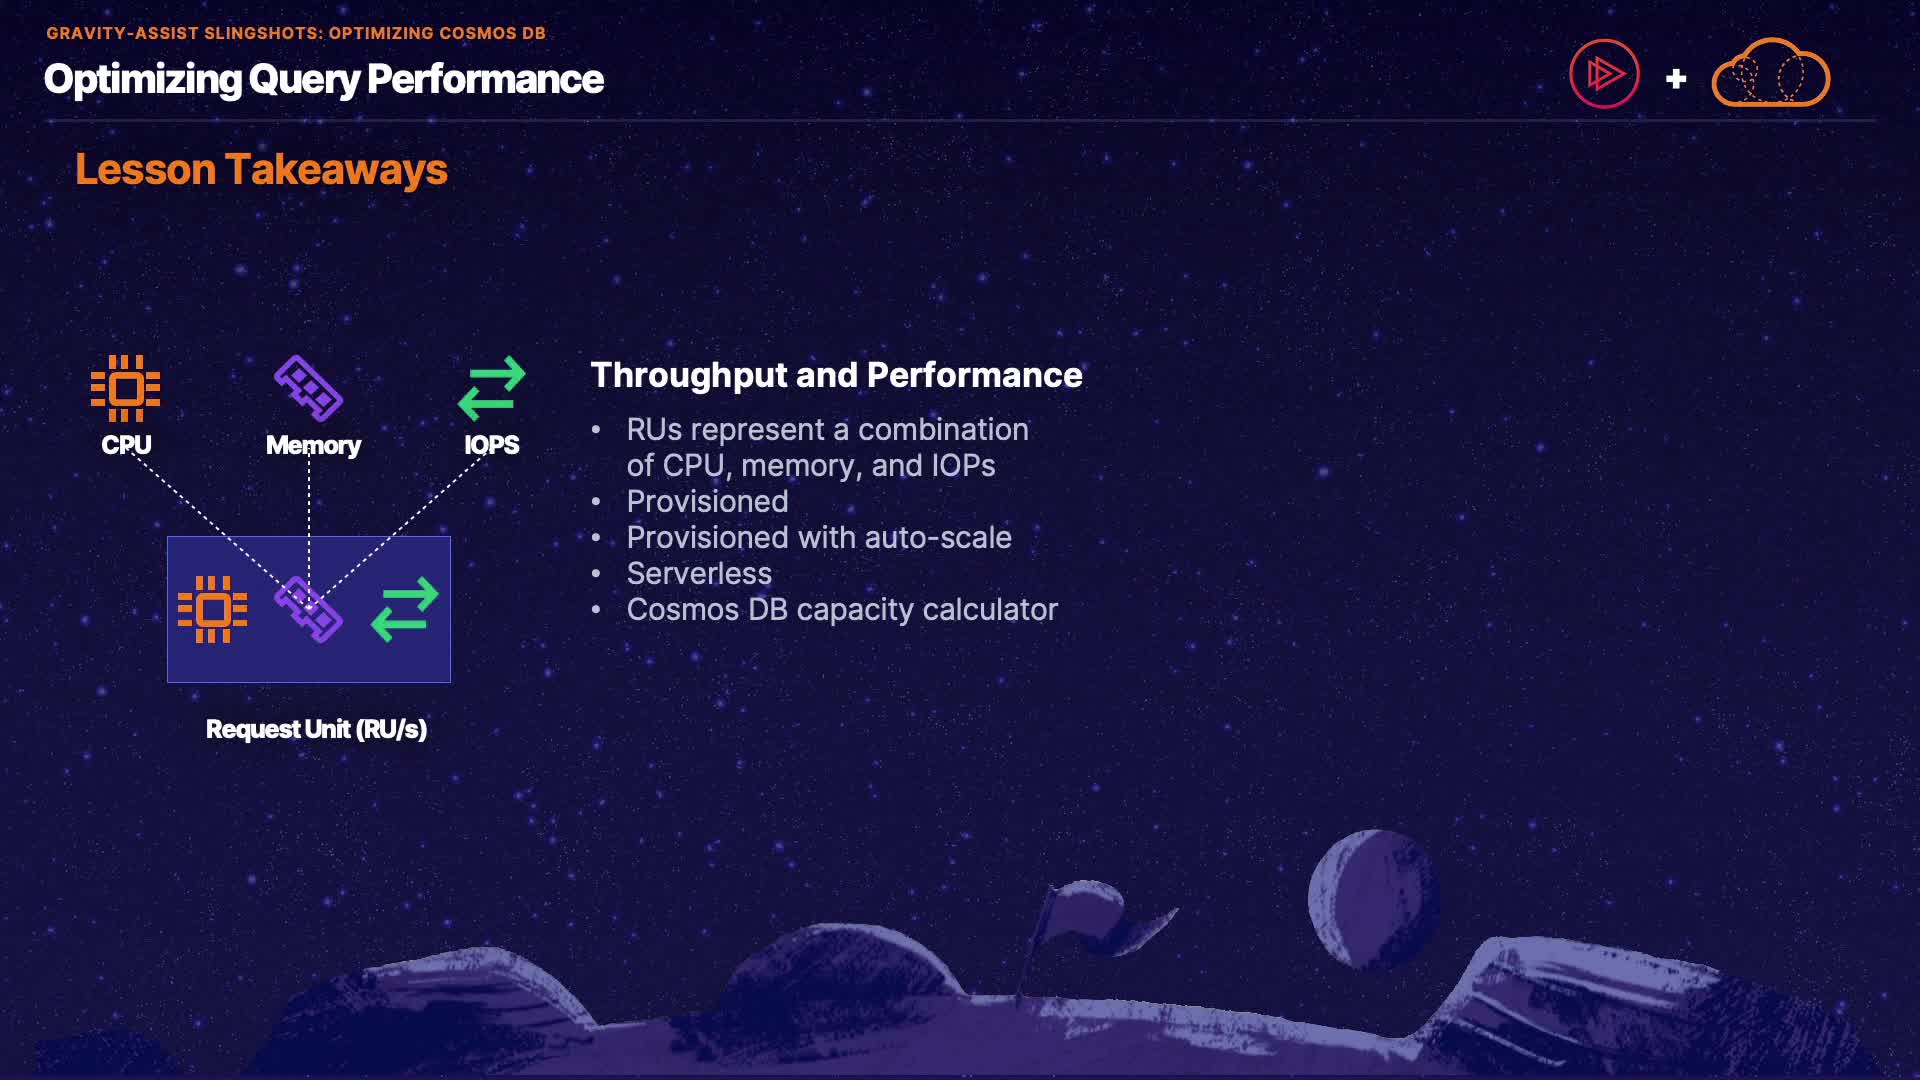 GRAVITY-ASSIST SLINGSHOTS: OPTIMIZING COSMOS DB
Optimizing Query Performance
+
Lesson Takeaways
CPU
Memory
IOPS
Request Unit (RU/s)
Throughput and Performance
• RUs represent a combination
of CPU, memory, and IOPs
• Provisioned
• Provisioned with auto-scale
• Serverless
• Cosmos DB capacity calculator